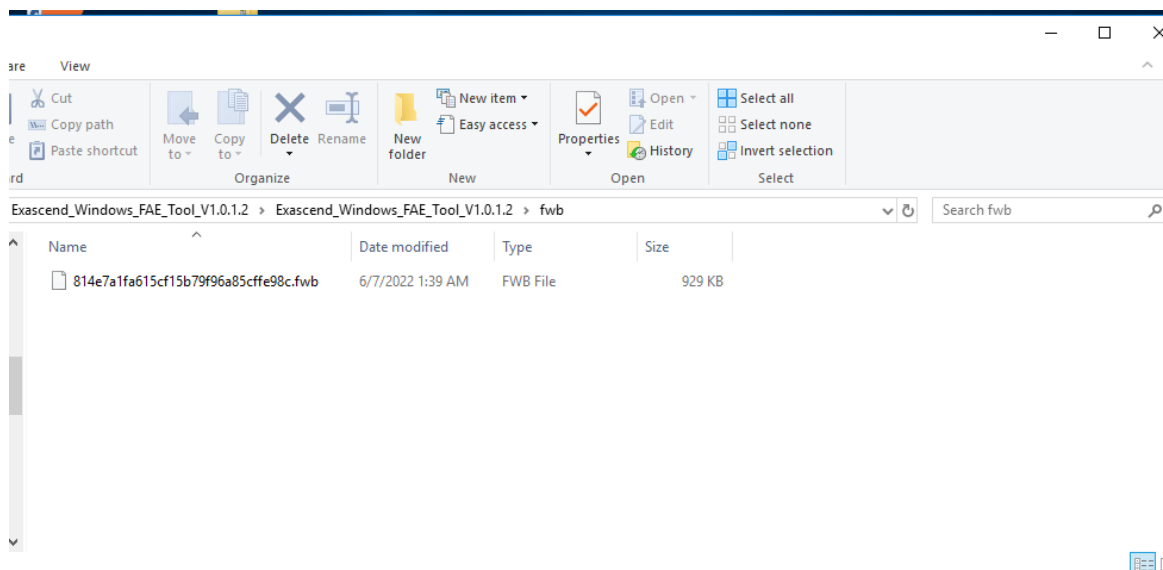 are View
Cut
Copy path
Paste shortcut
Move to
Copy to
Delete
Rename
New folder
New item
Easy access
Properties
Open
Edit
History
Select all
Select none
Invert selection
rd
Organize
New
Open
Select
Exascend_Windows_FAE_Tool_V1.0.1.2 > Exascend_Windows_FAE_Tool_V1.0.1.2 > fwb
Search fwb
Name Date modified Type Size
814e7a1fa615cf15b79f96a85cffe98c.fwb 6/7/2022 1:39 AM FWB File 929 KB